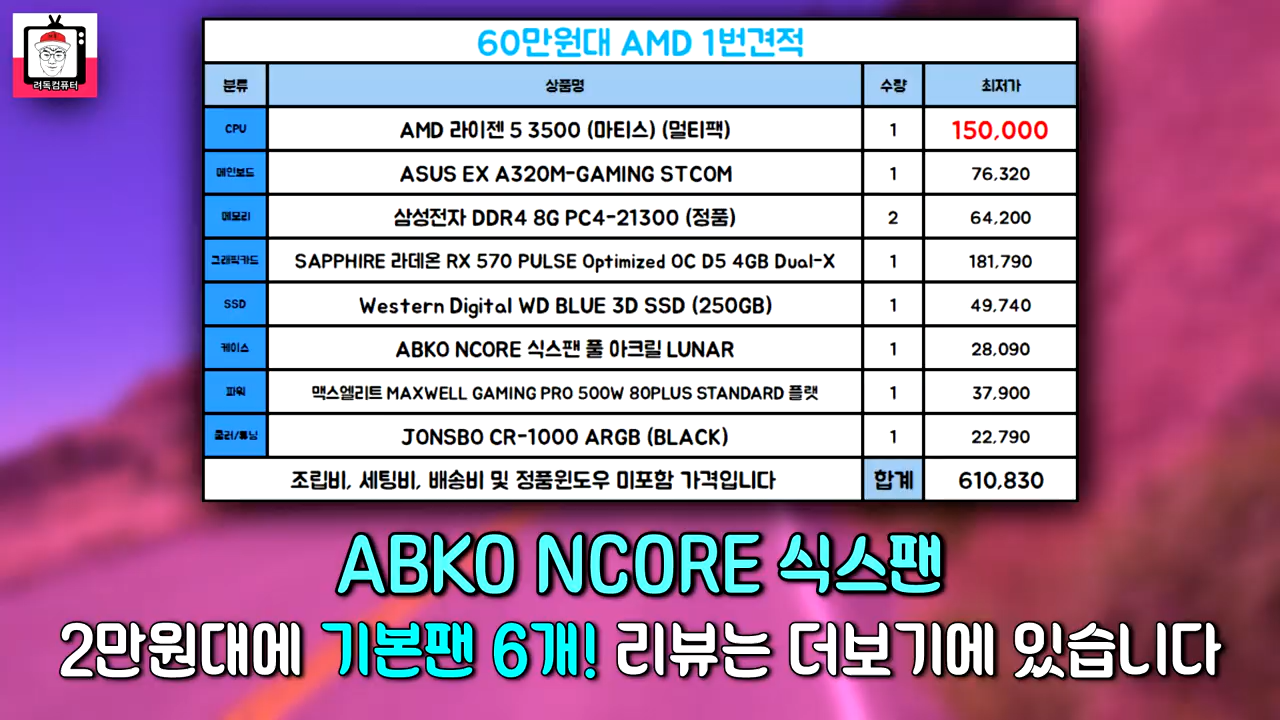 려독컴퓨터
60만원대 AMD 1번견적
분류 상품명 수량 최저가
CPU AMD 라이젠 5 3500 (마티스) (멀티팩) 1 150,000
메인보드 ASUS EX A320M-GAMING STCOM 1 76,320
메모리 삼성전자 DDR4 8G PC4-21300 (정품) 2 64,200
그래픽카드 SAPPHIRE 라데온 RX 570 PULSE Optimized OC D5 4GB Dual-X 1 181,790
SSD Western Digital WD BLUE 3D SSD (250GB) 1 49,740
케이스 ABKO NCORE 식스팬 풀 아크릴 LUNAR 1 28,090
파워 맥스엘리트 MAXWELL GAMING PRO 500W 80PLUS STANDARD 플랫 1 37,900
쿨러/튜닝 JONSBO CR-1000 ARGB (BLACK) 1 22,790
조립비, 세팅비, 배송비 및 정품윈도우 미포함 가격입니다 합계 610,830
ABKO NCORE 식스팬
2만원대에 기본팬 6개! 리뷰는 더보기에 있습니다